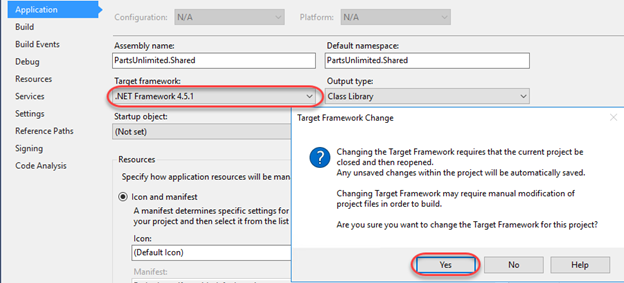 Application
Build
Build Events
Debug
Resources
Services
Settings
Reference Paths
Signing
Code Analysis
Configuration: N/A Platform: N/A
Assembly name: Default namespace:
PartsUnlimited.Shared PartsUnlimited.Shared
Target framework: Output type:
.NET Framework 4.5.1 Class Library
Startup object:
(Not set)
Resources
Specify how application resources will be mana
Icon and manifest
A manifest determines specific settings for
your project and then select it from the list
Icon:
(Default Icon)
Manifest:
Target Framework Change
Changing the Target Framework requires that the current project be
closed and then reopened.
Any unsaved changes within the project will be automatically saved.
Changing Target Framework may require manual modification of
project files in order to build.
Are you sure you want to change the Target Framework for this project?
Yes No Help